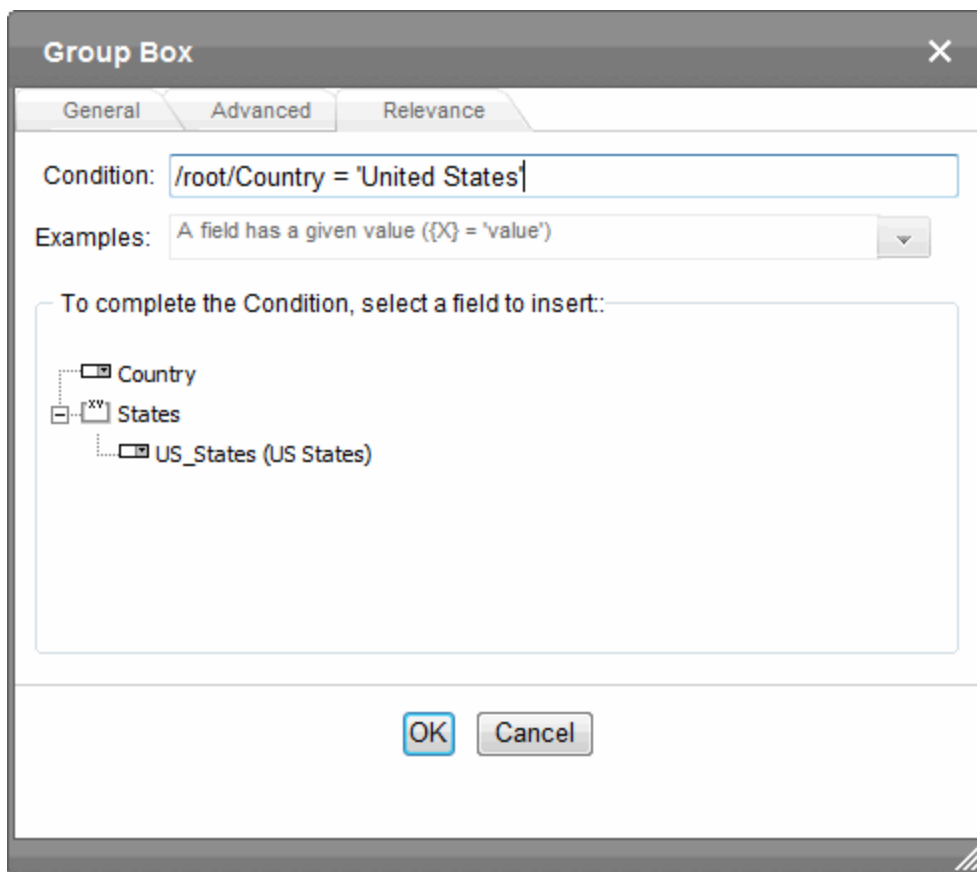 Group Box
General Advanced Relevance
Condition: /root/Country = 'United States'
Examples: A field has a given value ({X} = 'value')
To complete the Condition, select a field to insert::
Country
XY States
US_States (US States)
OK Cancel